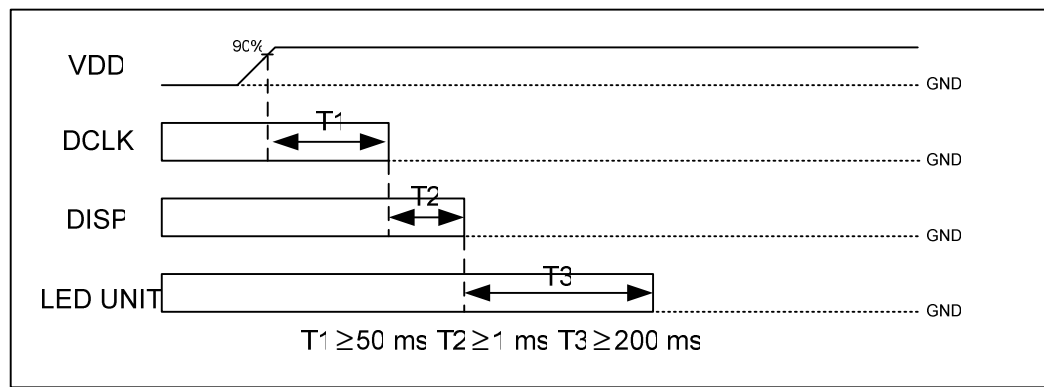 90%
VDD
GND
T1
DCLK
GND
T2
DISP
GND
T3
LED UNIT
GND
T1≥50 ms T2≥1 ms T3≥200 ms